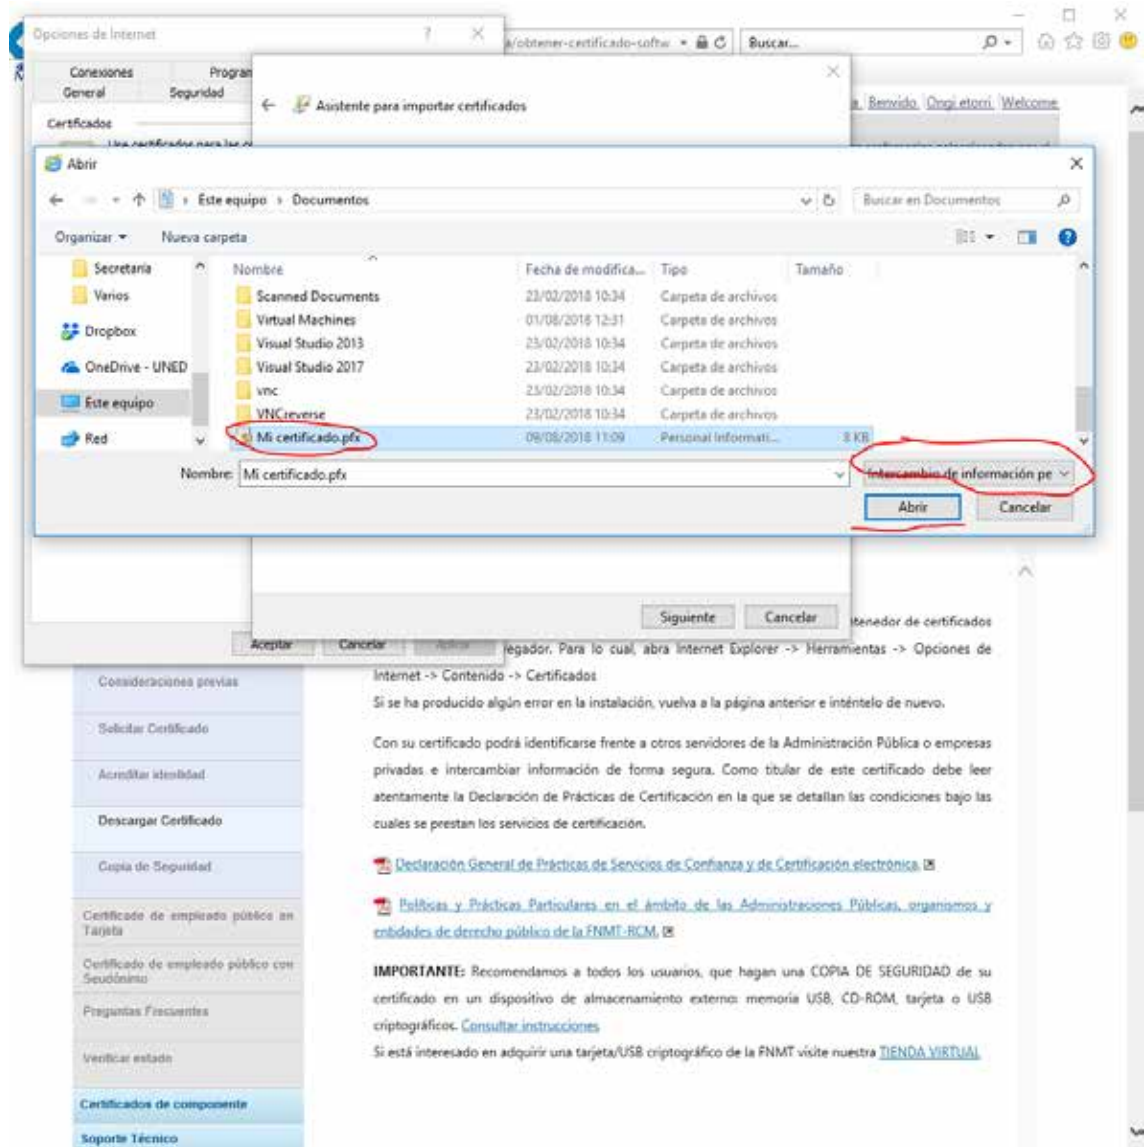 Opciones de Internet
?
/obtener-certificado-softw
Buscar...
Conexiones
General
Seguridad
Asistente para importar certificados
Benvido Ongi etorri Welcome
Certificados
Use certificados para las
Abrir
Este equipo > Documentos
Buscar en Documentos
Organizar
Nueva carpeta
Secretaría
Varios
Dropbox
OneDrive - UNED
Este equipo
Red
Nombre Fecha de modifica... Tipo Tamaño
Scanned Documents 23/02/2018 10:34 Carpeta de archivos
Virtual Machines 01/08/2018 12:31 Carpeta de archivos
Visual Studio 2013 23/02/2018 10:34 Carpeta de archivos
Visual Studio 2017 23/02/2018 10:34 Carpeta de archivos
vnc 23/02/2018 10:34 Carpeta de archivos
VNCreverse 23/02/2018 10:34 Carpeta de archivos
Mi certificado.pfx 09/08/2018 11:09 Personal Informati... 8 KB
Nombre: Mi certificado.pfx
Intercambio de información pe
Abrir Cancelar
Siguiente Cancelar
Aceptar Cancelar
tenedor de certificados
egador. Para lo cual, abra Internet Explorer -> Herramientas -> Opciones de
Internet -> Contenido -> Certificados
Si se ha producido algún error en la instalación, vuelva a la página anterior e inténtelo de nuevo.
Con su certificado podrá identificarse frente a otros servidores de la Administración Pública o empresas
privadas e intercambiar información de forma segura. Como titular de este certificado debe leer
atentamente la Declaración de Prácticas de Certificación en la que se detallan las condiciones bajo las
cuales se prestan los servicios de certificación.
Declaración General de Prácticas de Servicios de Confianza y de Certificación electrónica.
Políticas y Prácticas Particulares en el ámbito de las Administraciones Públicas, organismos y
entidades de derecho público de la FNMT-RCM.
IMPORTANTE: Recomendamos a todos los usuarios, que hagan una COPIA DE SEGURIDAD de su
certificado en un dispositivo de almacenamiento externo: memoria USB, CD-ROM, tarjeta o USB
criptográficos. Consultar instrucciones
Si está interesado en adquirir una tarjeta/USB criptográfico de la FNMT visite nuestra TIENDA VIRTUAL
Consideraciones previas
Solicitar Certificado
Acreditar identidad
Descargar Certificado
Copia de Seguridad
Certificado de empleado público en
Tarjeta
Certificado de empleado público con
Seudónimo
Preguntas Frecuentes
Verificar estado
Certificados de componente
Soporte Técnico